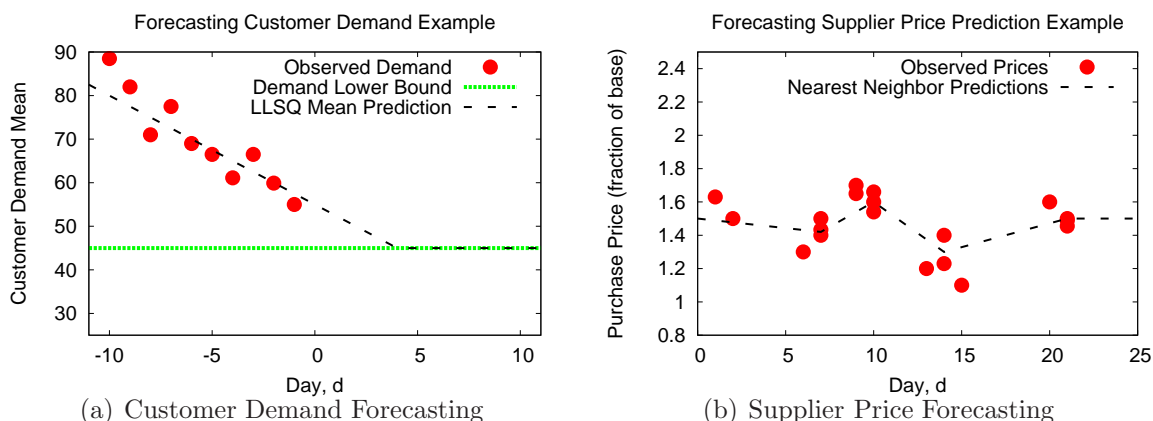 Forecasting Customer Demand Example
90
80
70
60
50
40
30
Customer Demand Mean
Observed Demand
Demand Lower Bound
LLSQ Mean Prediction
-10 -5 0 5 10
Day, d
(a) Customer Demand Forecasting
Forecasting Supplier Price Prediction Example
2.4
2.2
2
1.8
1.6
1.4
1.2
1
0.8
Purchase Price (fraction of base)
Observed Prices
Nearest Neighbor Predictions
0 5 10 15 20 25
Day, d
(b) Supplier Price Forecasting